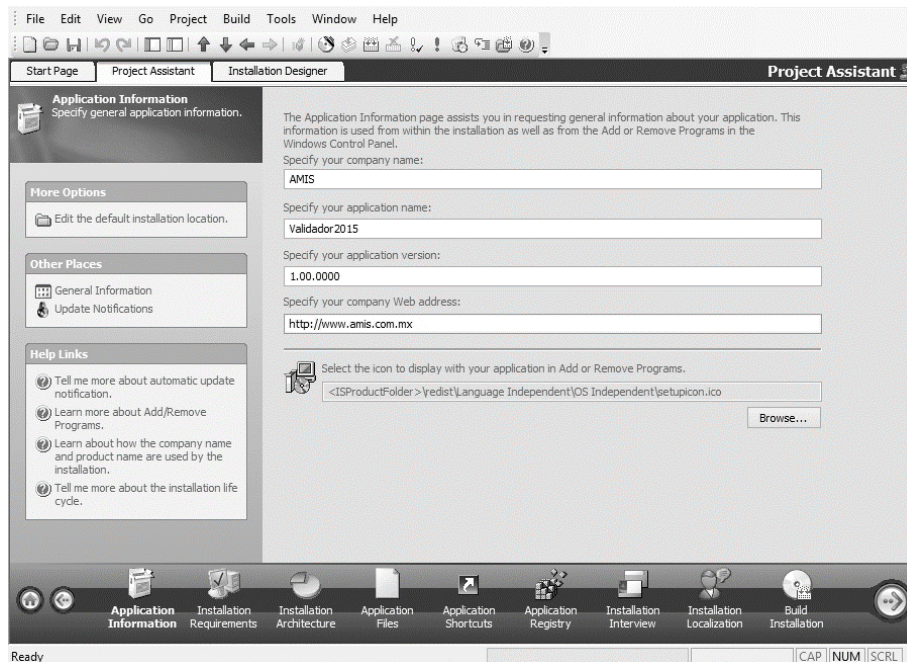 File Edit View Go Project Build Tools Window Help
Start Page Project Assistant Installation Designer Project Assistant
Application Information
Specify general application information.
The Application Information page assists you in requesting general information about your application. This
information is used from within the installation as well as from the Add or Remove Programs in the
Windows Control Panel.
Specify your company name:
AMIS
Specify your application name:
Validador2015
Specify your application version:
1.00.0000
Specify your company Web address:
http://www.amis.com.mx
Select the icon to display with your application in Add or Remove Programs.
<ISProductFolder>\redist\Language Independent\OS Independent\setupicon.ico
Browse...
More Options
Edit the default installation location.
Other Places
General Information
Update Notifications
Help Links
Tell me more about automatic update
notification.
Learn more about Add/Remove
Programs.
Learn about how the company name
and product name are used by the
installation.
Tell me more about the installation life
cycle.
Application Information
Installation Requirements
Installation Architecture
Application Files
Application Shortcuts
Application Registry
Installation Interview
Installation Localization
Build Installation
Ready CAP NUM SCRL